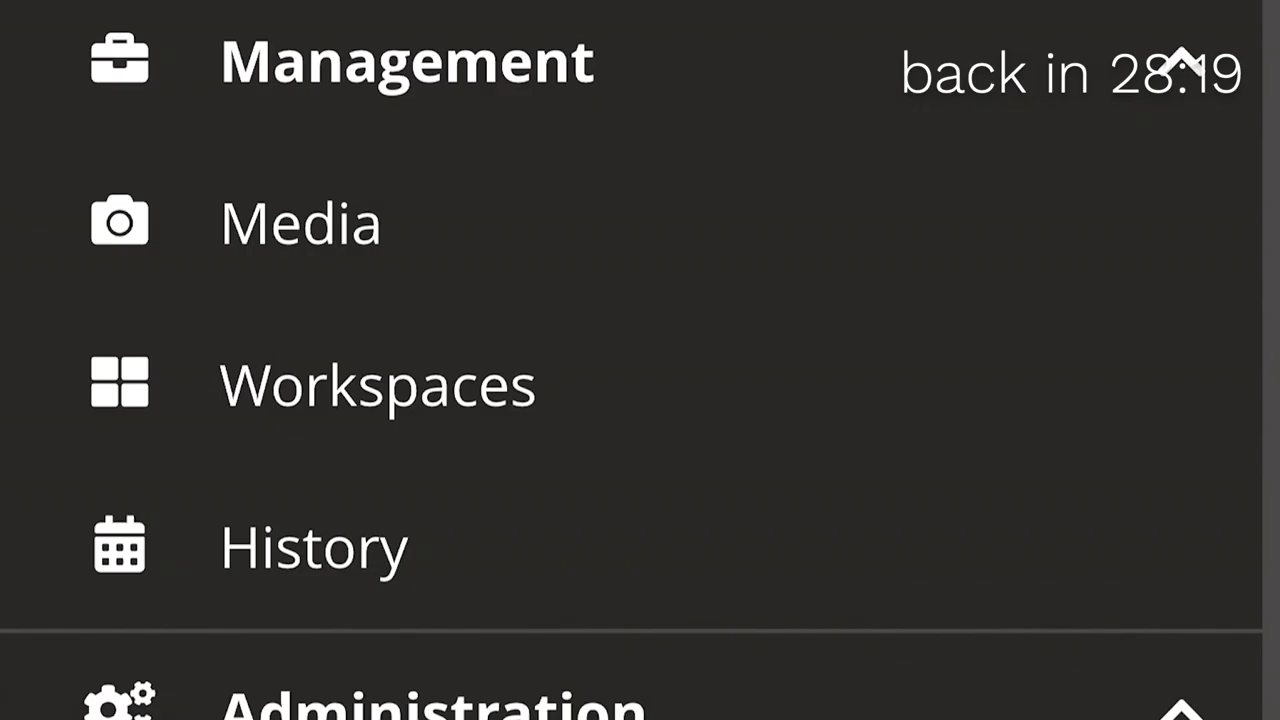 Management
back in 28:19
Media
Workspaces
History
Administration